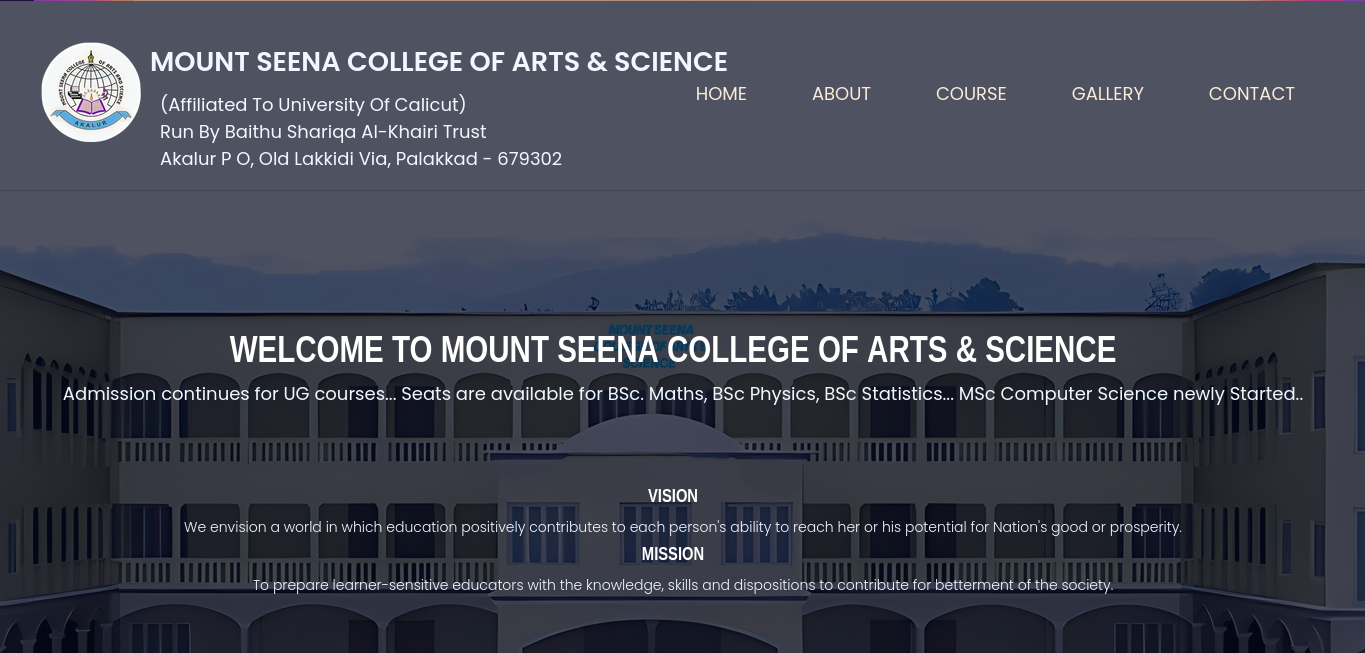 MOUNT SEENA COLLEGE OF ARTS & SCIENCE
(Affiliated To University Of Calicut)
Run By Baithu Shariqa Al-Khairi Trust
Akalur P O, Old Lakkidi Via, Palakkad - 679302
HOME ABOUT COURSE GALLERY CONTACT
MOUNT SEENA COLLEGE OF ARTS AND SCIENCE
AKALUR
MOUNT SEENA
SCIENCE
WELCOME TO MOUNT SEENA COLLEGE OF ARTS & SCIENCE
Admission continues for UG courses... Seats are available for BSc. Maths, BSc Physics, BSc Statistics... MSc Computer Science newly Started..
VISION
We envision a world in which education positively contributes to each person's ability to reach her or his potential for Nation's good or prosperity.
MISSION
To prepare learner-sensitive educators with the knowledge, skills and dispositions to contribute for betterment of the society.